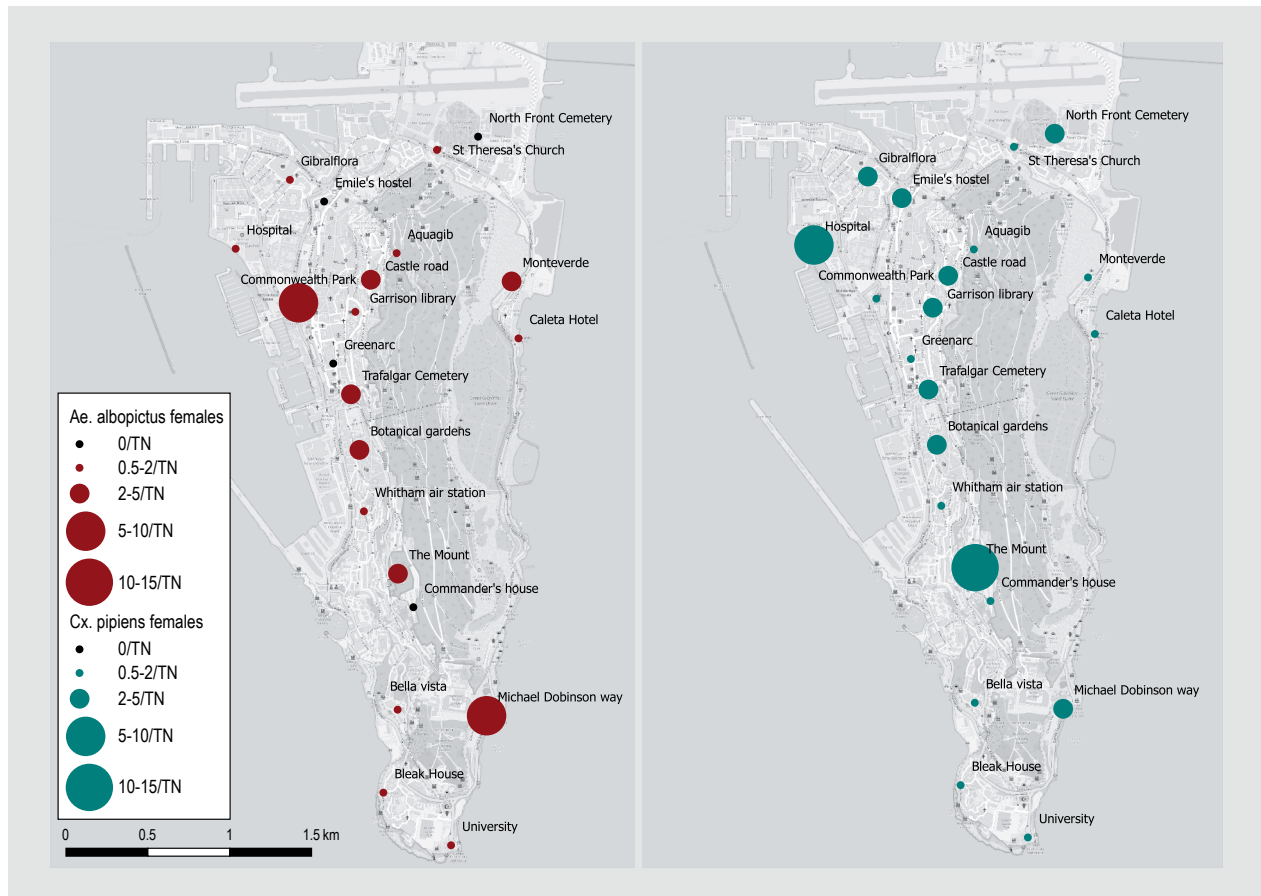 North Front Cemetery
St Theresa's Church
Gibralflora
Emile's hostel
Hospital
Aquagib
Castle road
Monteverde
Commonwealth Park
Garrison library
Caleta Hotel
Greenarc
Trafalgar Cemetery
Botanical gardehs
Whitham air station
The Mount
Commander's house
Bella vista
Michael Dobinson way
Bleak House
University
Ae. albopictus females
0/TN
0.5-2/TN
2-5/TN
5-10/TN
10-15/TN
Cx. pipiens females
0/TN
0.5-2/TN
2-5/TN
5-10/TN
10-15/TN
0 0.5 1 1.5 km
North Front Cemetery
St Theresa's Church
Gibralflora
Emile's hostel
Hospital
Aquagib
Castle road
Monteverde
Commonwealth Park
Garrison library
Caleta Hotel
Greenarc
Trafalgar Cemetery
Botanical gardehs
Whitham air station
The Mount
Commander's house
Bella vista
Michael Dobinson way
Bleak House
University